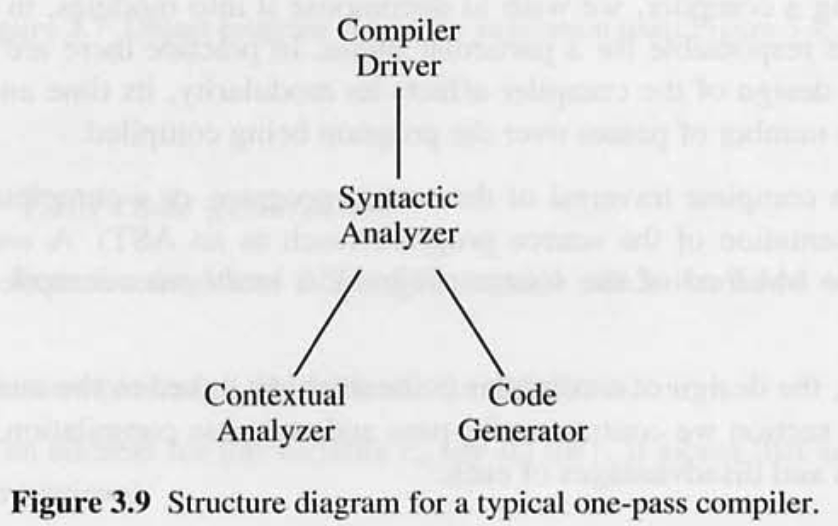 Compiler
Driver
Syntactic
Analyzer
Contextual
Analyzer
Code
Generator
Figure 3.9 Structure diagram for a typical one-pass compiler.